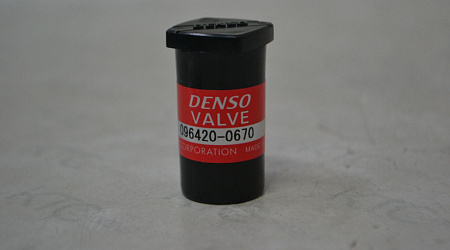 DENSO
VALVE
096420-0670
CORPORATION MADE